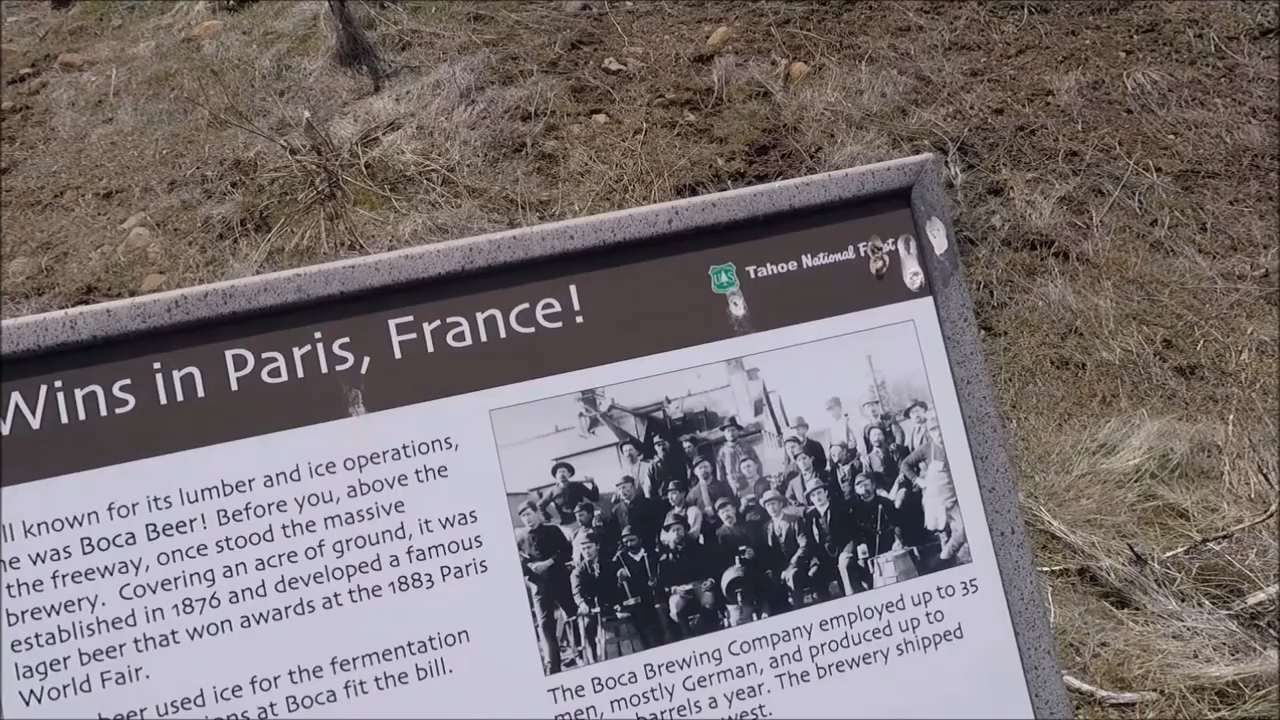 Wins in Paris, France!
US
Tahoe National Forest
ll known for its lumber and ice operations,
e was Boca Beer! Before you, above the
the freeway, once stood the massive
brewery. Covering an acre of ground, it was
established in 1876 and developed a famous
lager beer that won awards at the 1883 Paris
World Fair.
beer used ice for the fermentation
ns at Boca fit the bill.
The Boca Brewing Company employed up to 35
men, mostly German, and produced up to
barrels a year. The brewery shipped
west.